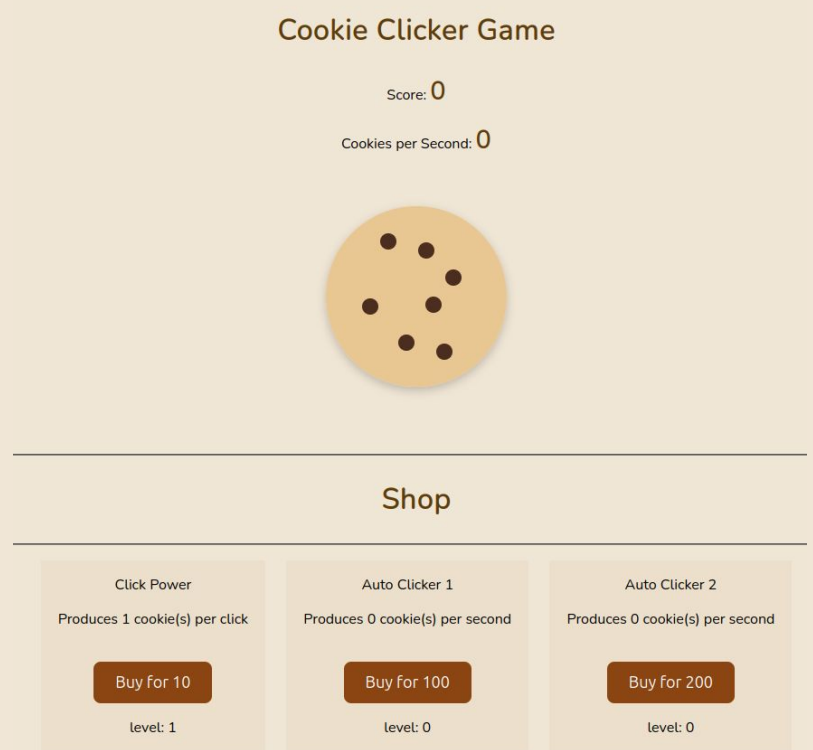 Cookie Clicker Game
Score: 0
Cookies per Second: 0
Shop
Click Power
Produces 1 cookie(s) per click
Buy for 10
level: 1
Auto Clicker 1
Produces 0 cookie(s) per second
Buy for 100
level: 0
Auto Clicker 2
Produces 0 cookie(s) per second
Buy for 200
level: 0